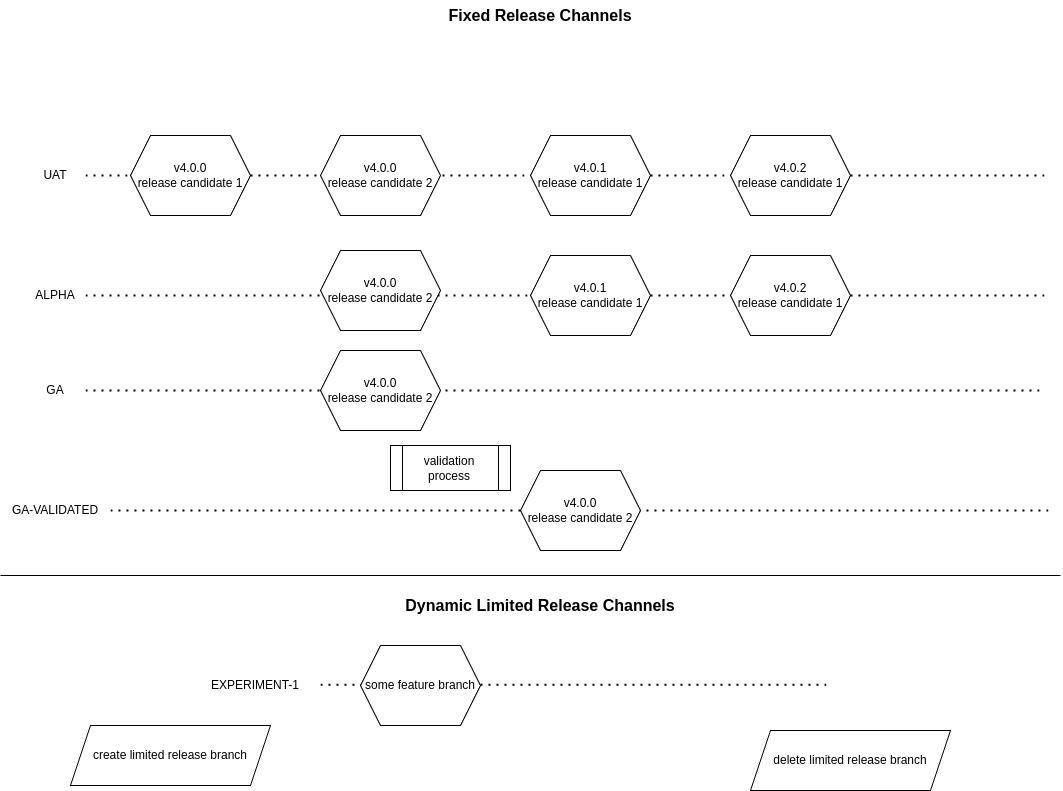 Fixed Release Channels
UAT
v4.0.0
release candidate 1
v4.0.0
release candidate 2
v4.0.1
release candidate 1
v4.0.2
release candidate 1
ALPHA
v4.0.0
release candidate 2
v4.0.1
release candidate 1
v4.0.2
release candidate 1
GA
v4.0.0
release candidate 2
validation
process
GA-VALIDATED
v4.0.0
release candidate 2
Dynamic Limited Release Channels
EXPERIMENT-1
some feature branch
create limited release branch
delete limited release branch